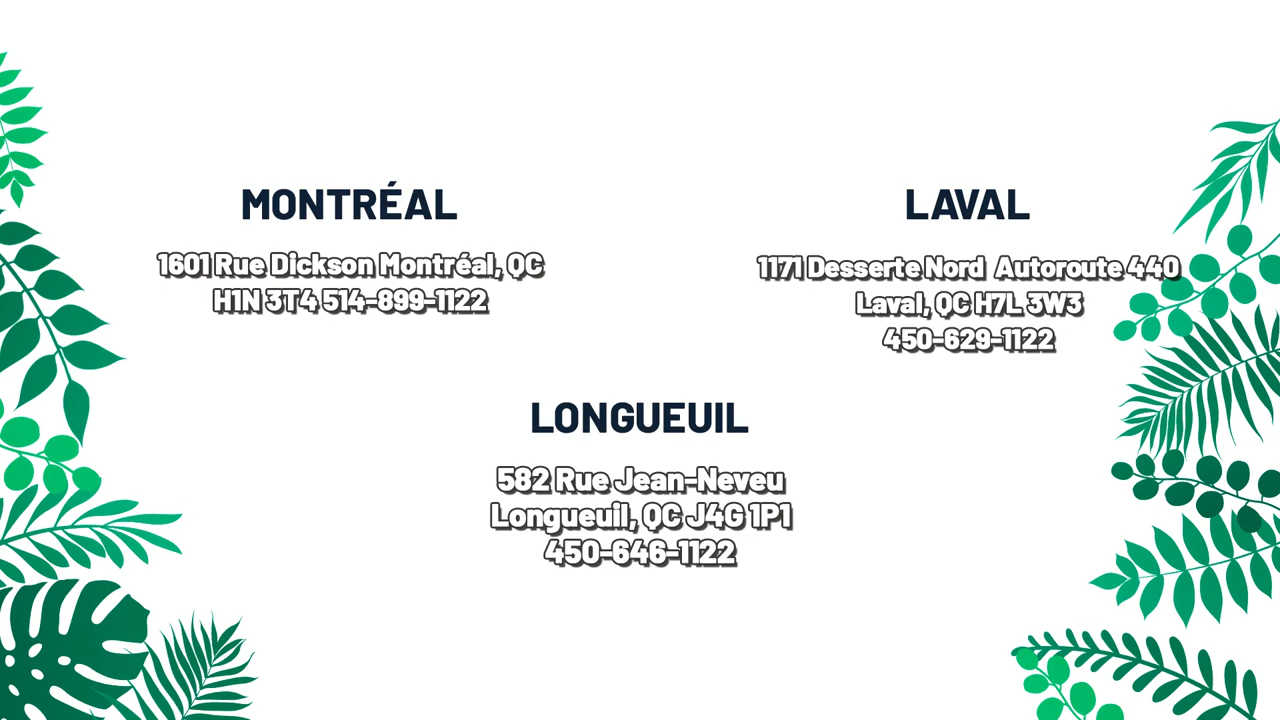 MONTRÉAL
1601 Rue Dickson Montréal, QC
H1N 3T4 514-899-1122
LAVAL
1171 Desserte Nord  Autoroute 440
Laval, QC H7L 3W3
450-629-1122
LONGUEUIL
582 Rue Jean-Neveu
Longueuil, QC J4G 1P1
450-646-1122